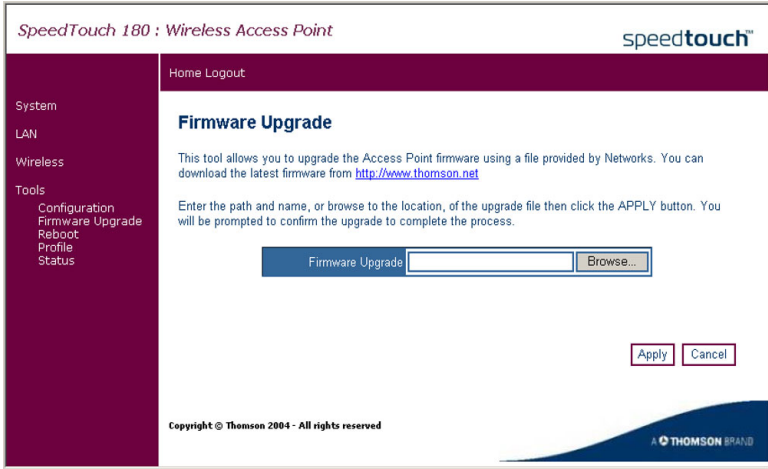 SpeedTouch 180 : Wireless Access Point
speedtouch™
Home Logout
System
LAN
Wireless
Tools
Configuration
Firmware Upgrade
Reboot
Profile
Status
Firmware Upgrade
This tool allows you to upgrade the Access Point firmware using a file provided by Networks. You can
download the latest firmware from http://www.thomson.net
Enter the path and name, or browse to the location, of the upgrade file then click the APPLY button. You
will be prompted to confirm the upgrade to complete the process.
Firmware Upgrade Browse...
Apply Cancel
Copyright © Thomson 2004 - All rights reserved
A THOMSON BRAND